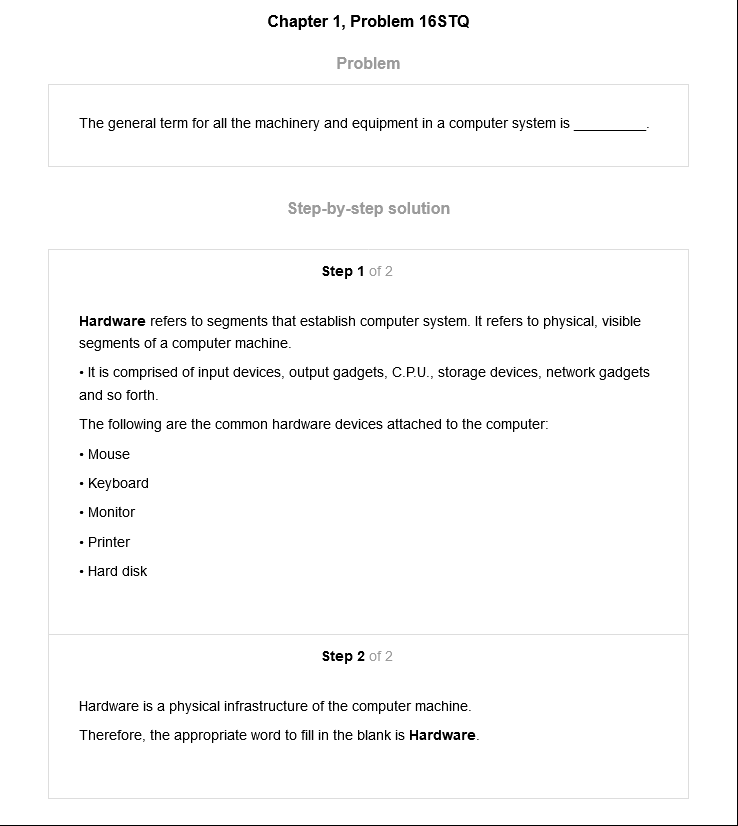 Chapter 1, Problem 16STQ
Problem
The general term for all the machinery and equipment in a computer system is _________.
Step-by-step solution
Step 1 of 2
Hardware refers to segments that establish computer system. It refers to physical, visible
segments of a computer machine.
• It is comprised of input devices, output gadgets, C.P.U., storage devices, network gadgets
and so forth.
The following are the common hardware devices attached to the computer:
• Mouse
• Keyboard
• Monitor
• Printer
• Hard disk
Step 2 of 2
Hardware is a physical infrastructure of the computer machine.
Therefore, the appropriate word to fill in the blank is Hardware.